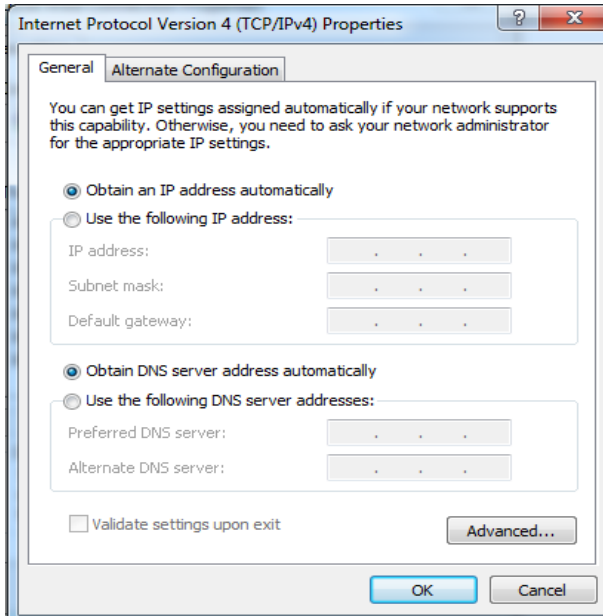 Internet Protocol Version 4 (TCP/IPv4) Properties
General
Alternate Configuration
You can get IP settings assigned automatically if your network supports
this capability. Otherwise, you need to ask your network administrator
for the appropriate IP settings.
Obtain an IP address automatically
Use the following IP address:
IP address:
Subnet mask:
Default gateway:
Obtain DNS server address automatically
Use the following DNS server addresses:
Preferred DNS server:
Alternate DNS server:
Validate settings upon exit
Advanced...
OK
Cancel